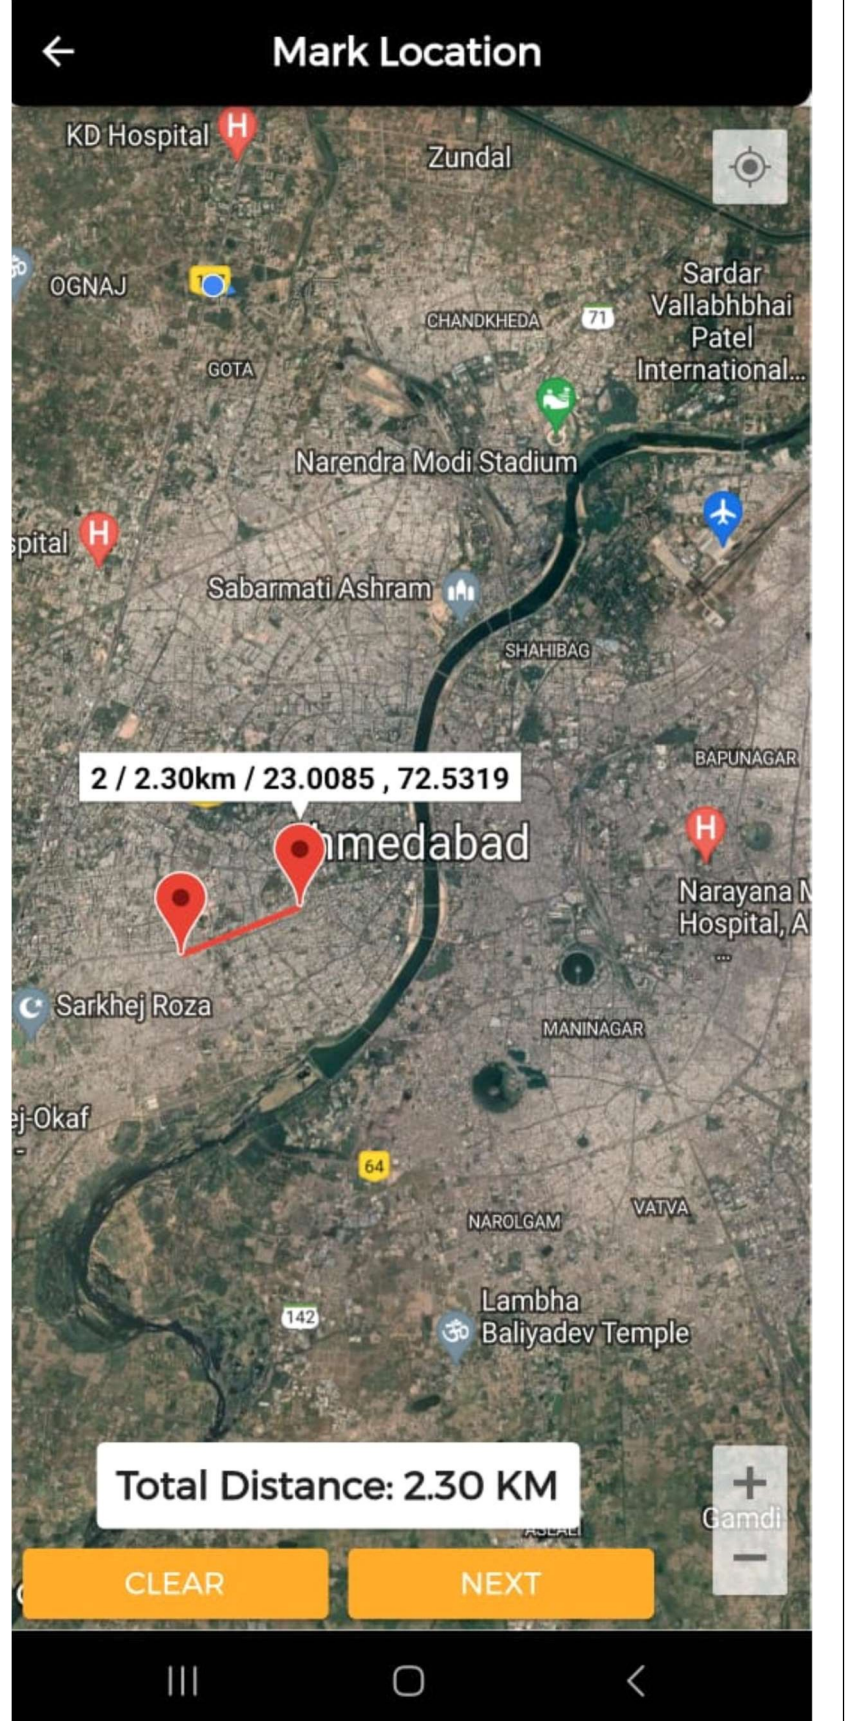 Mark Location
KD Hospital
H
Zundal
OGNAJ
CHANDKHEDA
71
Sardar
Vallabhbhai
Patel
International...
GOTA
Narendra Modi Stadium
spital
H
Sabarmati Ashram
SHAHIBAG
BAPUNAGAR
2 / 2.30km / 23.0085 , 72.5319
hmedabad
H
Narayana M
Hospital, A
...
Sarkhej Roza
MANINAGAR
ej-Okaf
64
VATVA
NAROLGAM
142
Lambha
Baliyadev Temple
Total Distance: 2.30 KM
+
Gamdi
ASLALI
CLEAR
NEXT